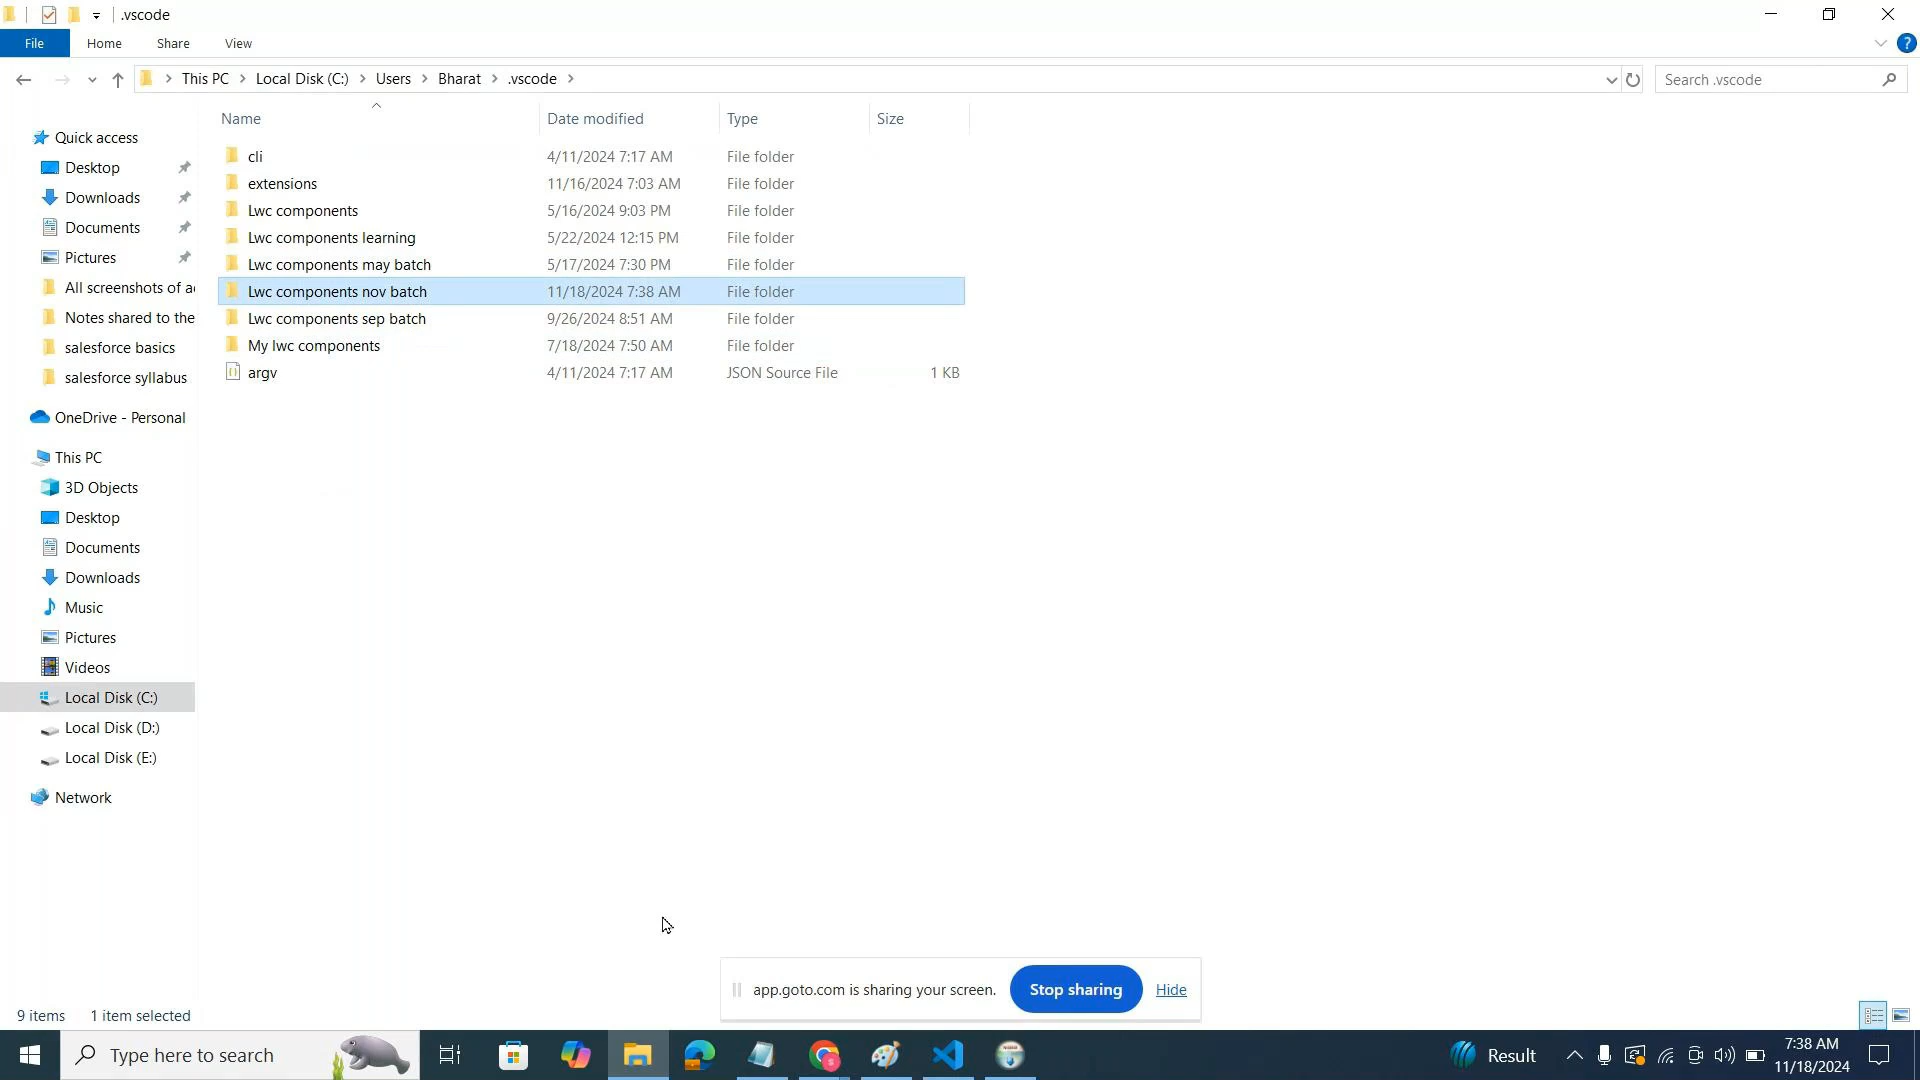 .vscode
File Home Share View ?
This PC Local Disk (C:) Users Bharat .vscode Search .vscode
Name Date modified Type Size
Quick access
Desktop
Downloads
Documents
Pictures
All screenshots of a
Notes shared to the
salesforce basics
salesforce syllabus
OneDrive - Personal
This PC
3D Objects
Desktop
Documents
Downloads
Music
Pictures
Videos
Local Disk (C:)
Local Disk (D:)
Local Disk (E:)
Network
cli 4/11/2024 7:17 AM File folder
extensions 11/16/2024 7:03 AM File folder
Lwc components 5/16/2024 9:03 PM File folder
Lwc components learning 5/22/2024 12:15 PM File folder
Lwc components may batch 5/17/2024 7:30 PM File folder
Lwc components nov batch 11/18/2024 7:38 AM File folder
Lwc components sep batch 9/26/2024 8:51 AM File folder
My lwc components 7/18/2024 7:50 AM File folder
argv 4/11/2024 7:17 AM JSON Source File 1 KB
app.goto.com is sharing your screen. Stop sharing Hide
9 items 1 item selected
Type here to search Result 7:38 AM
11/18/2024